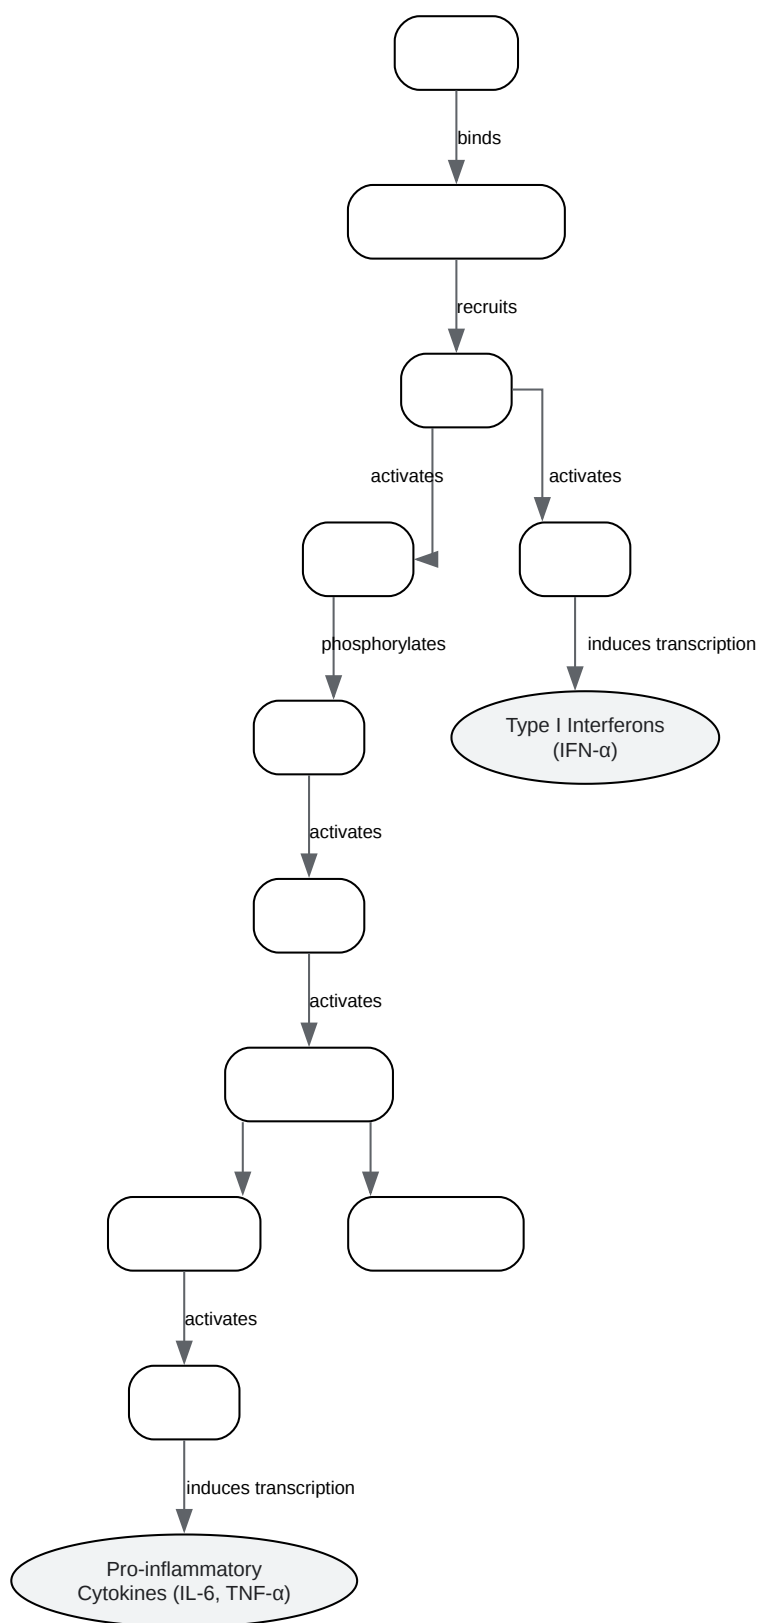 binds
recruits
activates
activates
phosphorylates
induces transcription
Type I Interferons
(IFN-α)
activates
activates
activates
induces transcription
Pro-inflammatory
Cytokines (IL-6, TNF-α)